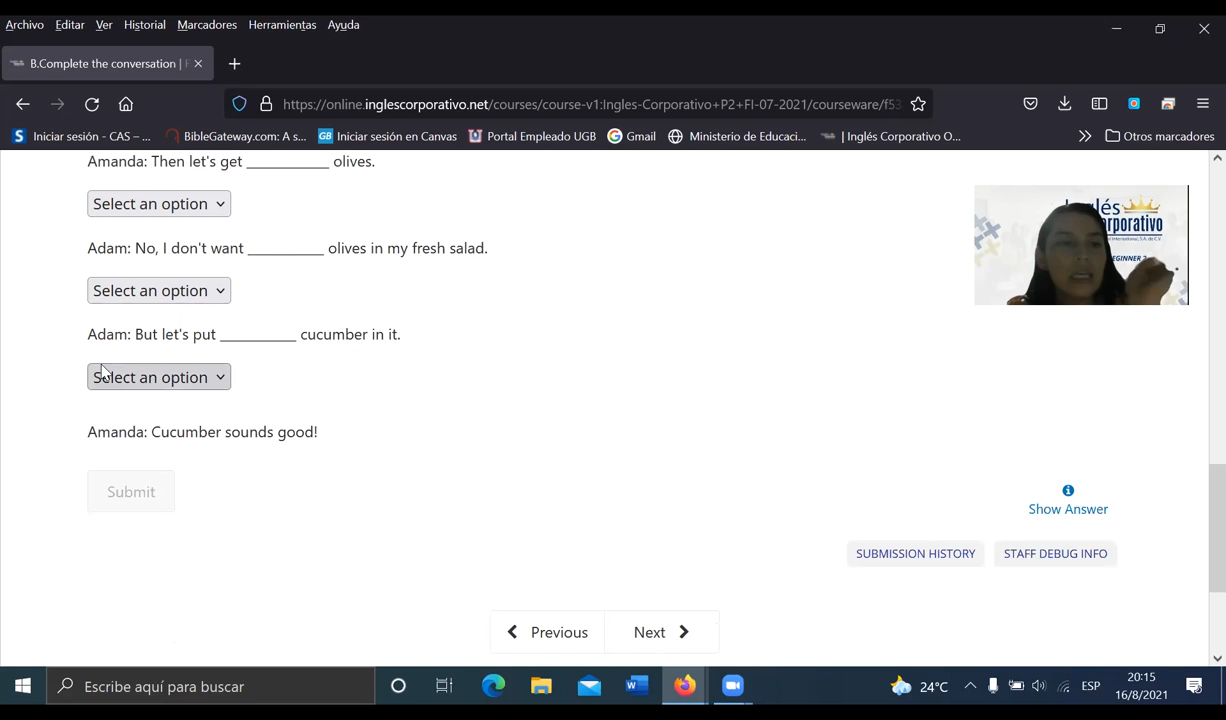 Archivo Editar Ver Historial Marcadores Herramientas Ayuda
B.Complete the conversation |
https://online.inglescorporativo.net/courses/course-v1:Ingles-Corporativo+P2+FI-07-2021/courseware/f53
Iniciar sesión - CAS – ... BibleGateway.com: A s... GB Iniciar sesión en Canvas Portal Empleado UGB Gmail Ministerio de Educaci... | Inglés Corporativo O... Otros marcadores
Amanda: Then let's get ____________ olives.
Select an option
Adam: No, I don't want ___________ olives in my fresh salad.
Select an option
Adam: But let's put ___________ cucumber in it.
Select an option
Amanda: Cucumber sounds good!
Submit
Show Answer
SUBMISSION HISTORY STAFF DEBUG INFO
Previous Next
Escribe aquí para buscar
24°C ESP
20:15
16/8/2021